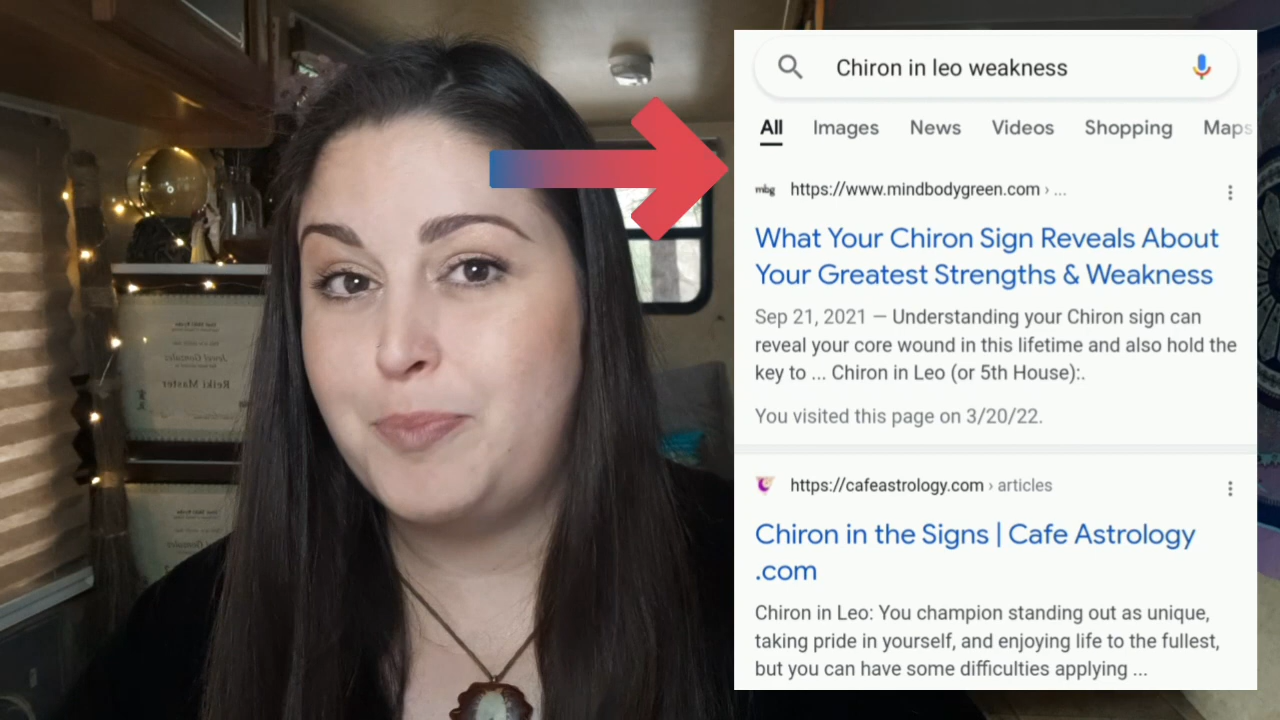 Chiron in leo weakness
All Images News Videos Shopping Maps
mbg https://www.mindbodygreen.com › ...
What Your Chiron Sign Reveals About
Your Greatest Strengths & Weakness
Sep 21, 2021 — Understanding your Chiron sign can
reveal your core wound in this lifetime and also hold the
key to ... Chiron in Leo (or 5th House):.
You visited this page on 3/20/22.
https://cafeastrology.com › articles
Chiron in the Signs | Cafe Astrology
.com
Chiron in Leo: You champion standing out as unique,
taking pride in yourself, and enjoying life to the fullest,
but you can have some difficulties applying ...
Reiki Master